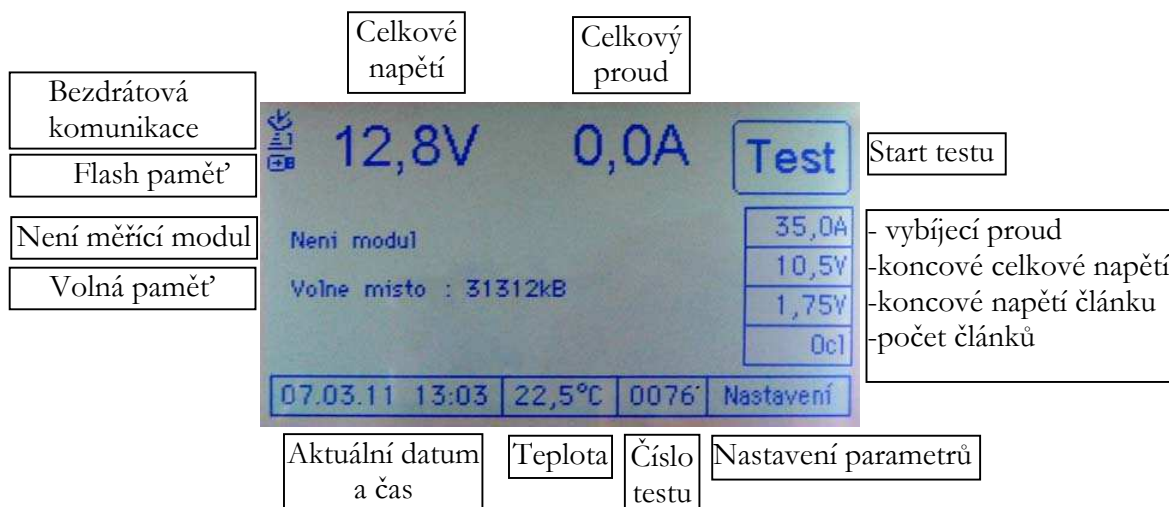 Celkové
napětí
Celkový
proud
Bezdrátová
komunikace
Flash paměť
Není měřící modul
Volná paměť
12,8V 0,0A Test
Není modul
Volne misto : 31312kB
35,0A
10,5V
1,75V
0cl
07.03.11 13:03 22,5°C 0076 Nastavení
Start testu
- vybíjecí proud
-koncové celkové napětí
-koncové napětí článku
-počet článků
Aktuální datum
a čas
Teplota
Číslo
testu
Nastavení parametrů